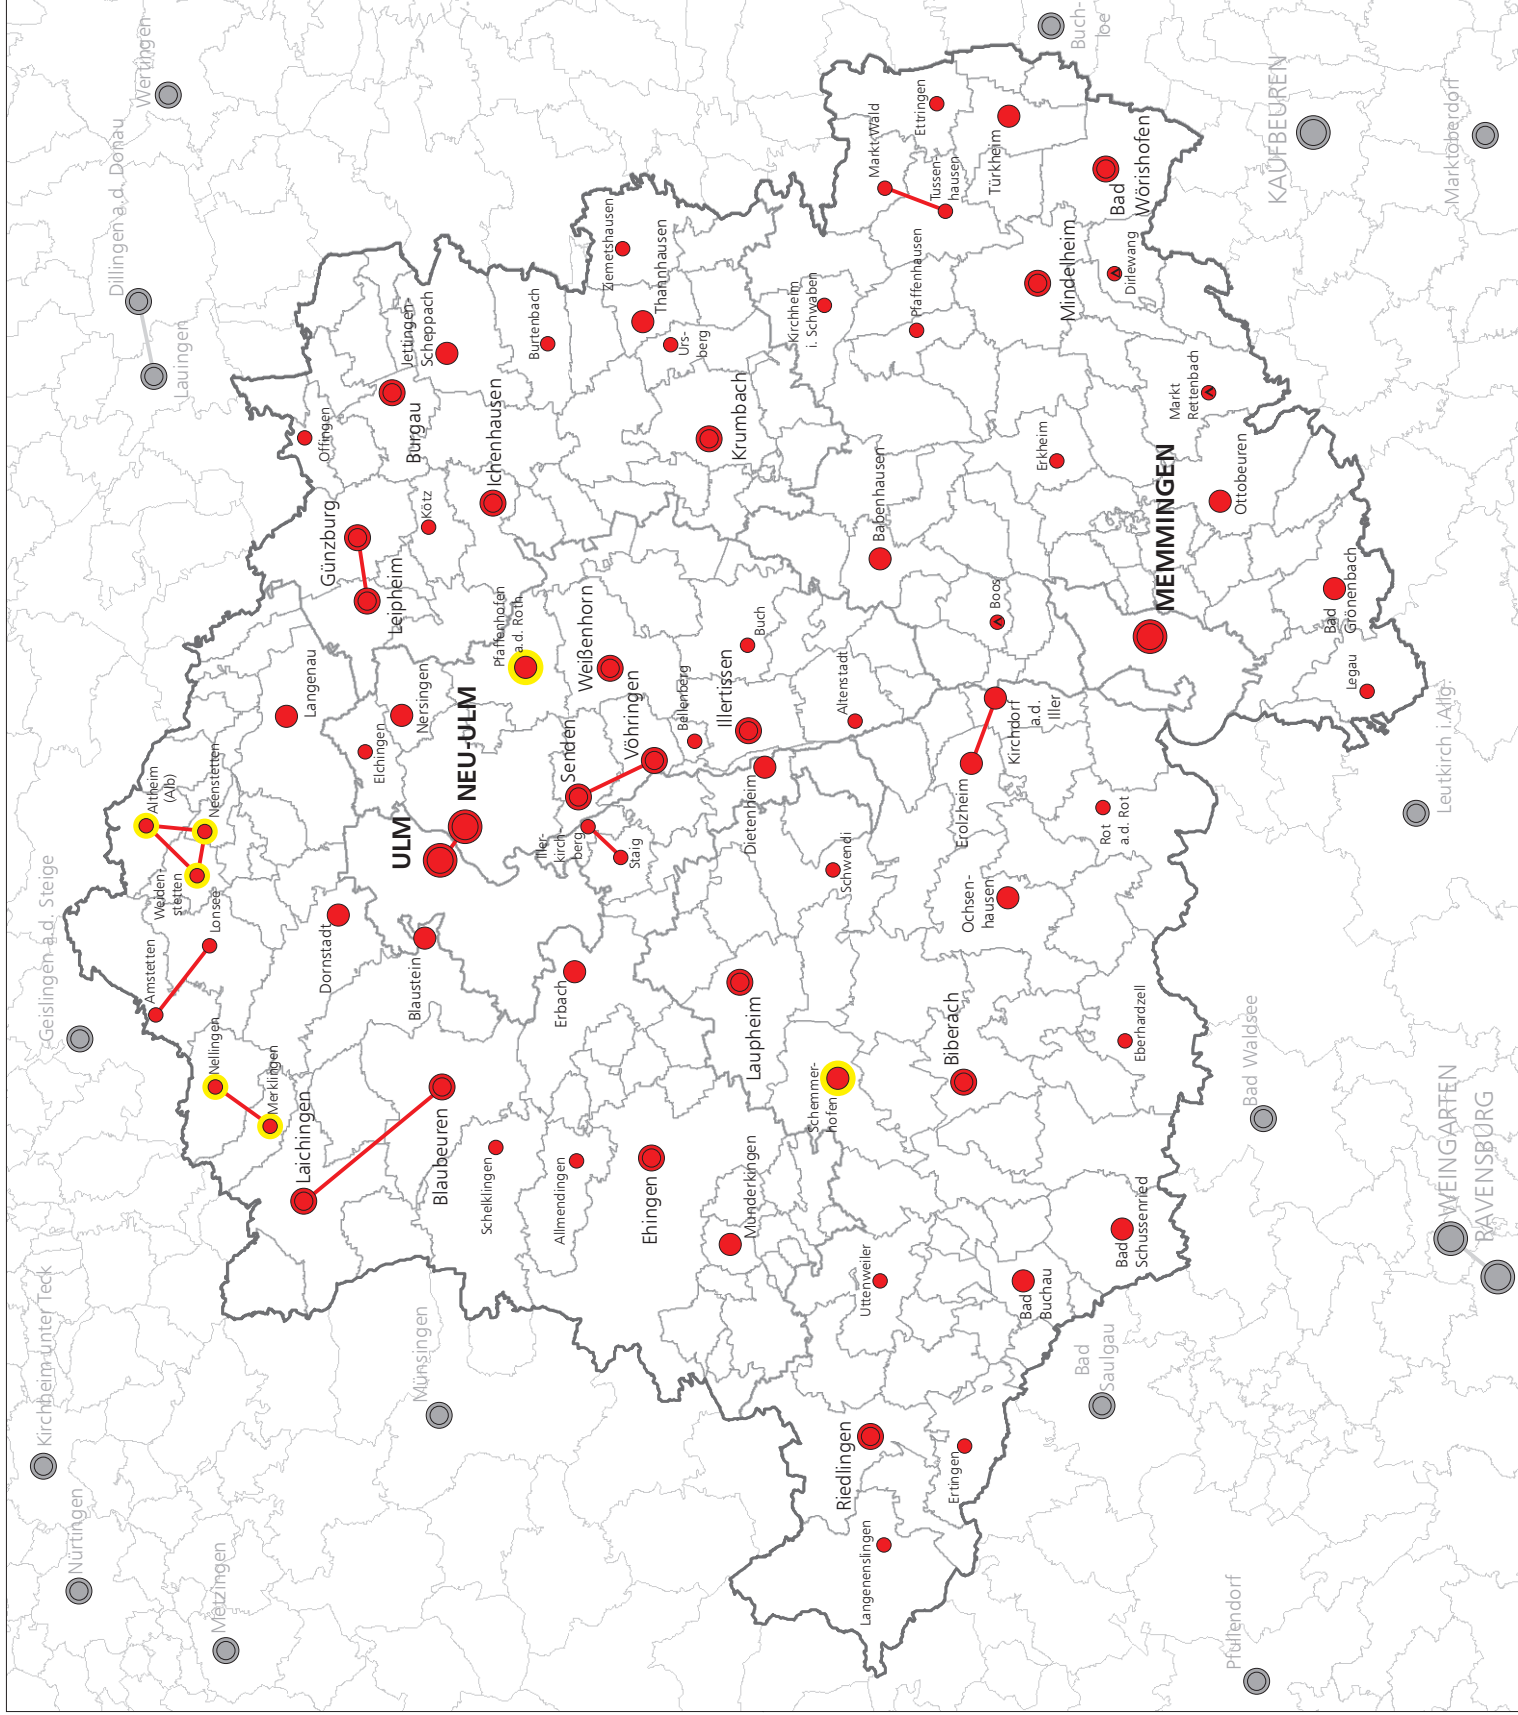 Kirchheim unter Teck
Geislingen a.d. Steige
Nürtingen
Dillingen a.d. Donau
Wertingen
Lauingen
Metzingen
Amstetten
Altheim
(Alb)
Weiden-
stetten
Neenstetten
Lonsee
Nellingen
Merklingen
Laichingen
Langenau
Offingen
Dornstadt
Günzburg
Leipheim
Elchingen
Nersingen
Burgau
Jettingen-
Scheppach
Kötz
Münsingen
Blaustein
ULM
NEU-ULM
Blaubeuren
Schelklingen
Ichenhausen
Pfaffenhofen
a.d. Roth
Burtenbach
Allmendingen
Erbach
Iller-
kirch-
berg
Staig
Senden
Vöhringen
Weißenhorn
Ziemetshausen
Thannhausen
Urs-
berg
Ehingen
Bellenberg
Illertissen
Buch
Krumbach
Munderkingen
Laupheim
Dietenheim
Kirchheim
i. Schwaben
Schemmer-
hofen
Schwendi
Altenstadt
Babenhausen
Markt Wald
Ettringen
Tussen-
hausen
Pfaffenhausen
Riedlingen
Langenenslingen
Uttenweiler
Ertingen
Biberach
Ochsen-
hausen
Erolzheim
Kirchdorf
a.d.
Iller
Boos
Erkheim
Türkheim
Mindelheim
Bad
Wörishofen
Dirlewang
Buch-
loe
Bad
Buchau
Bad
Schussenried
Eberhardzell
Rot
a.d. Rot
MEMMINGEN
Markt
Rettenbach
Ottobeuren
Bad
Saulgau
Bad
Grönenbach
Legau
Pfullendorf
Bad Waldsee
Leutkirch i.Allg.
KAUFBEUREN
Marktoberdorf
WEINGARTEN
RAVENSBURG